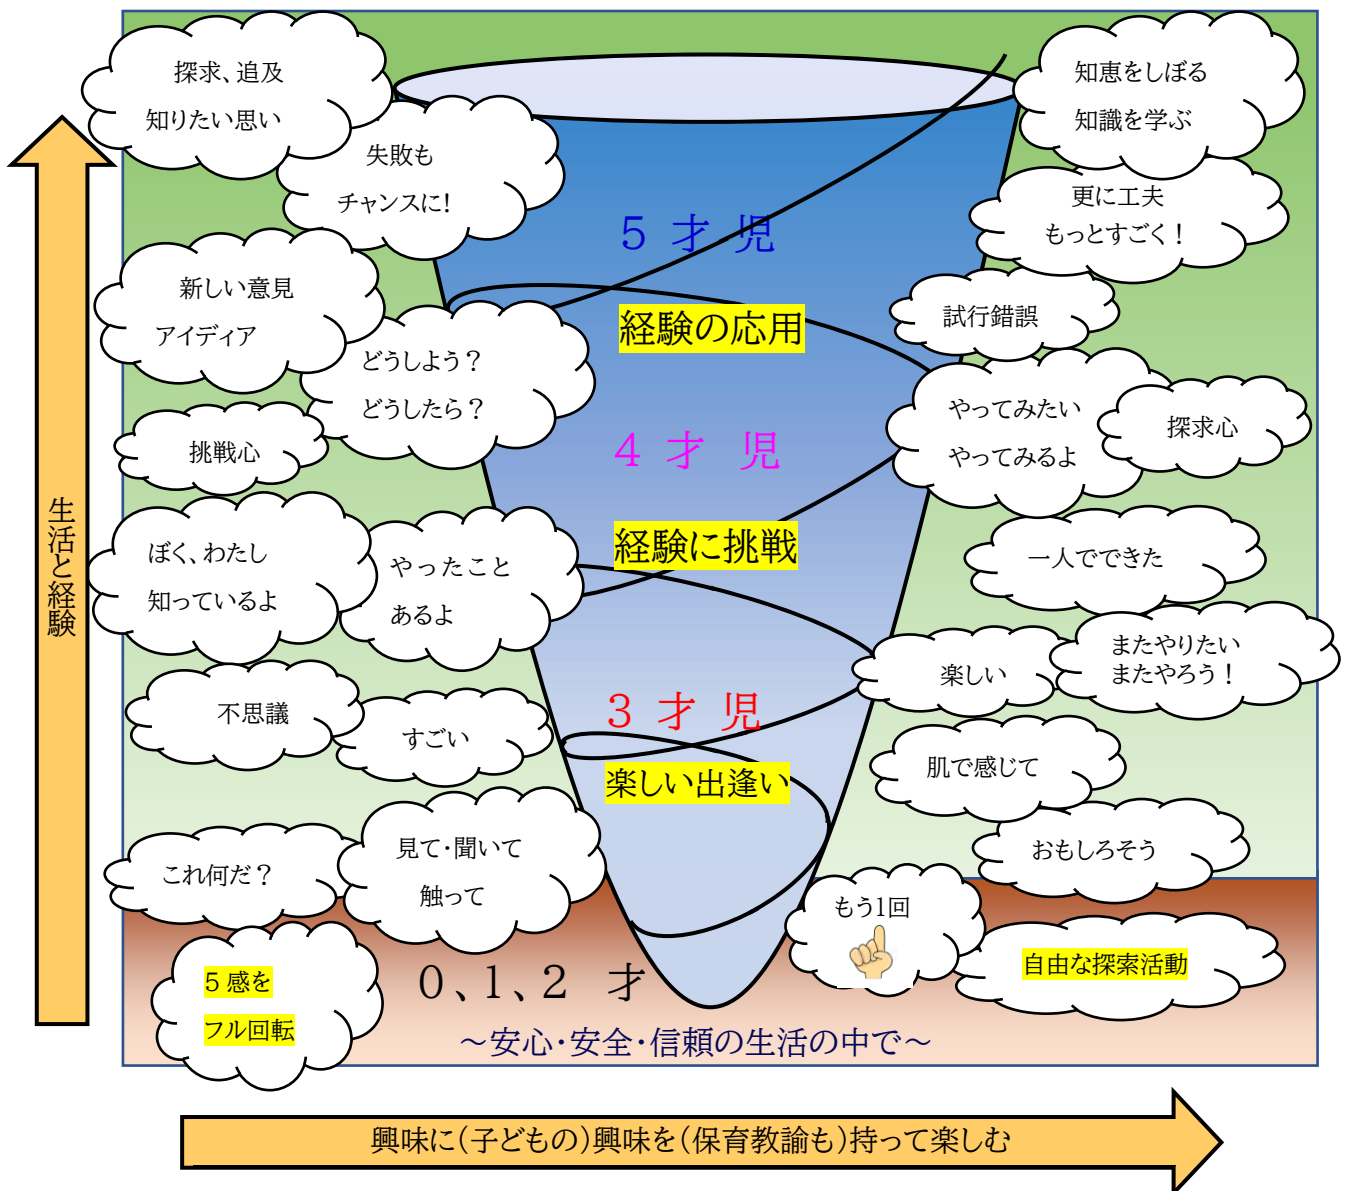 探求、追及
知りたい思い
知恵をしぼる
知識を学ぶ
失敗も
チャンスに!
更に工夫
もっとすごく！
5 才 児
新しい意見
アイディア
試行錯誤
経験の応用
どうしよう？
どうしたら？
やってみたい
やってみるよ
探求心
挑戦心
4 才 児
生活と経験
ぼく、わたし
知っているよ
やったこと
あるよ
経験に挑戦
一人でできた
またやりたい
またやろう！
楽しい
不思議
すごい
3 才 児
楽しい出逢い
肌で感じて
おもしろそう
これ何だ？
見て・聞いて
触って
もう1回
自由な探索活動
5感を
フル回転
0、1、2 才
～安心・安全・信頼の生活の中で～
興味に(子どもの)興味を(保育教諭も)持って楽しむ